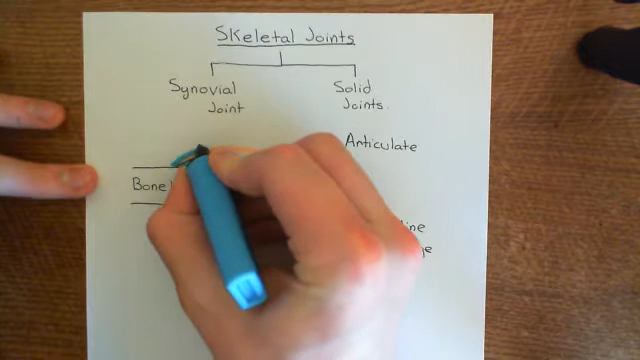 Skeletal Joints
Synovial
Joint
Solid
Joints.
Articulate
Bone